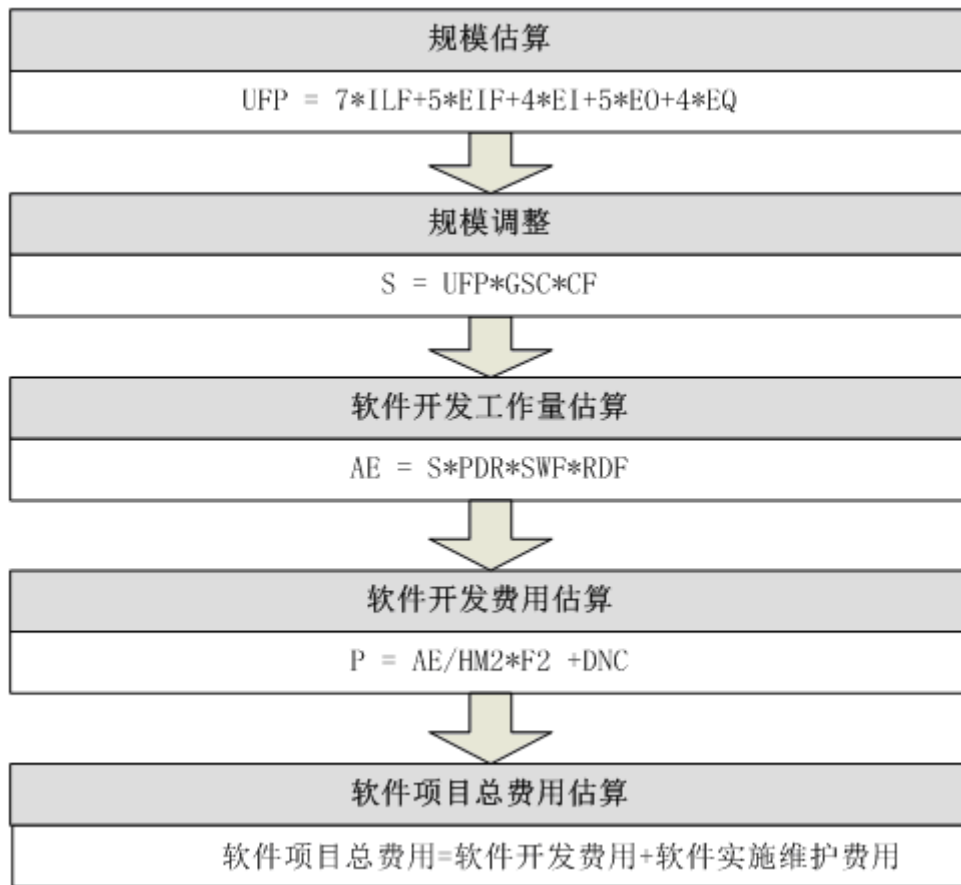 规模估算
UFP = 7*ILF+5*EIF+4*EI+5*EO+4*EQ
规模调整
S = UFP*GSC*CF
软件开发工作量估算
AE = S*PDR*SWF*RDF
软件开发费用估算
P = AE/HM2*F2 +DNC
软件项目总费用估算
软件项目总费用=软件开发费用+软件实施维护费用